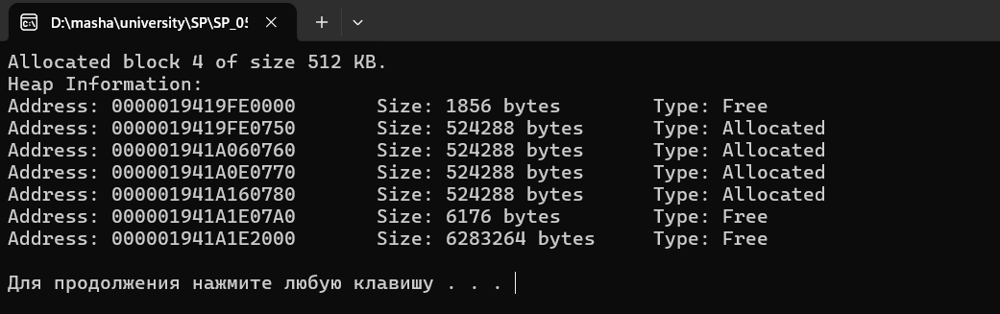 D:\masha\university\SP\SP_05
Allocated block 4 of size 512 KB.
Heap Information:
Address: 0000019419FE0000 Size: 1856 bytes Type: Free
Address: 0000019419FE0750 Size: 524288 bytes Type: Allocated
Address: 000001941A060760 Size: 524288 bytes Type: Allocated
Address: 000001941A0E0770 Size: 524288 bytes Type: Allocated
Address: 000001941A160780 Size: 524288 bytes Type: Allocated
Address: 000001941A1E07A0 Size: 6176 bytes Type: Free
Address: 000001941A1E2000 Size: 6283264 bytes Type: Free
Для продолжения нажмите любую клавишу . . .